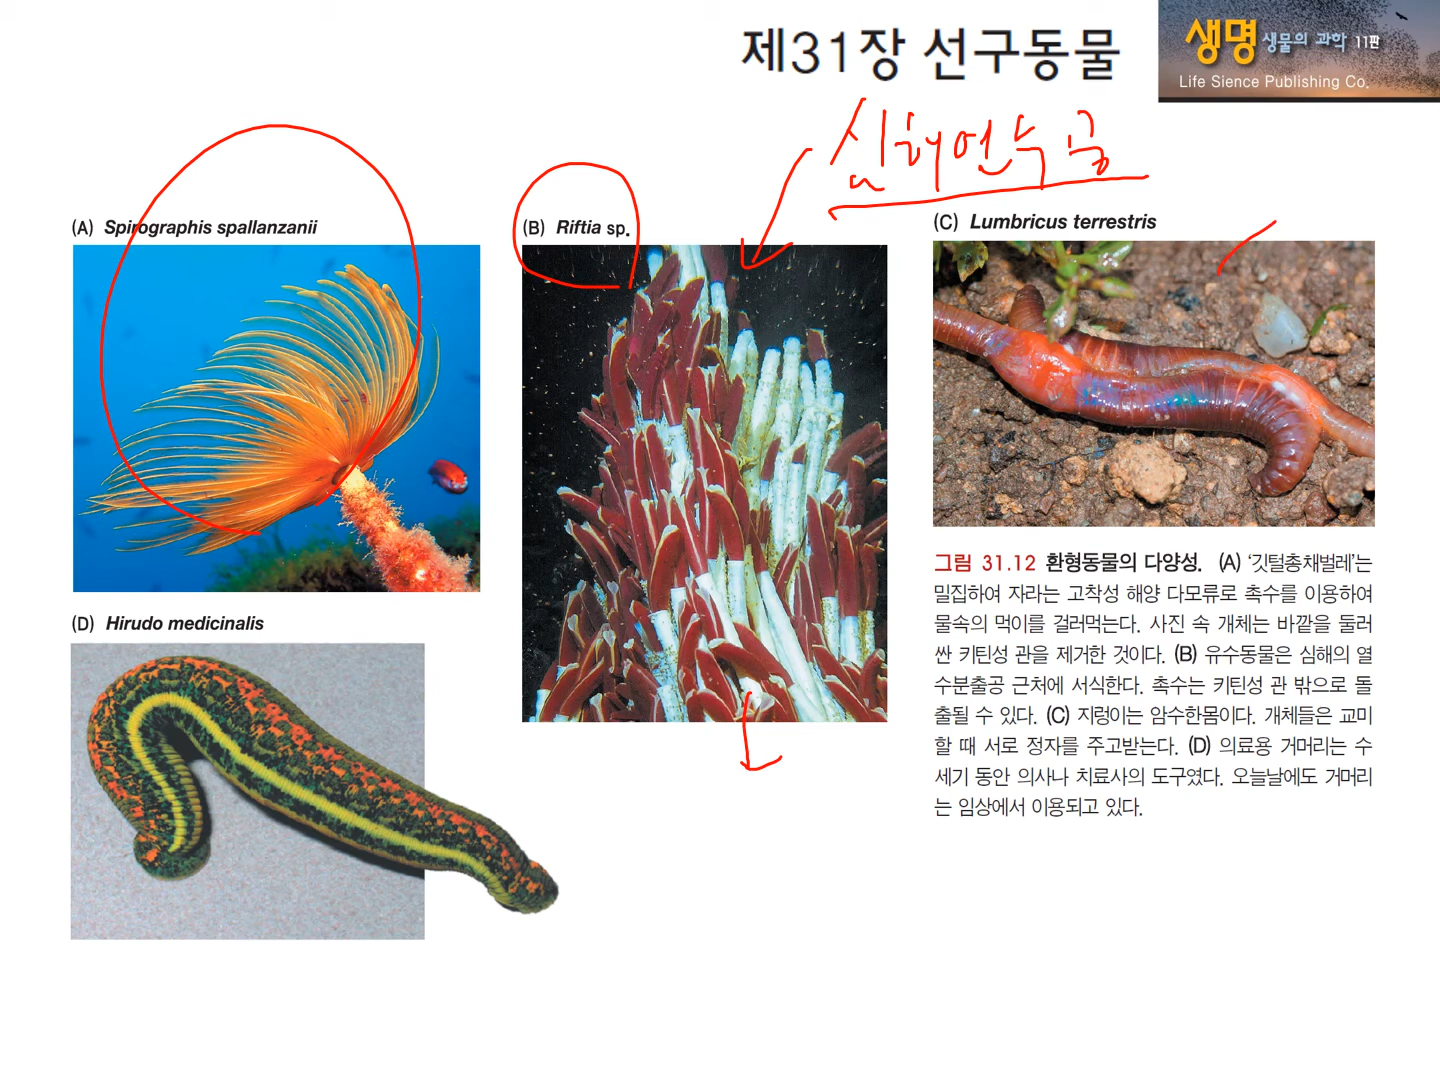 제31장 선구동물
생명 생물의 과학 11판
Life Sience Publishing Co.
심해연수공
(A) Spirographis spallanzanii
(B) Riftia sp.
(C) Lumbricus terrestris
그림 31.12 환형동물의 다양성. (A) ‘깃털총채벌레’는
밀집하여 자라는 고착성 해양 다모류로 촉수를 이용하여
물속의 먹이를 걸러먹는다. 사진 속 개체는 바깥을 둘러
싼 키틴성 관을 제거한 것이다. (B) 유수동물은 심해의 열
수분출공 근처에 서식한다. 촉수는 키틴성 관 밖으로 돌
출될 수 있다. (C) 지렁이는 암수한몸이다. 개체들은 교미
할 때 서로 정자를 주고받는다. (D) 의료용 거머리는 수
세기 동안 의사나 치료사의 도구였다. 오늘날에도 거머리
는 임상에서 이용되고 있다.
(D) Hirudo medicinalis